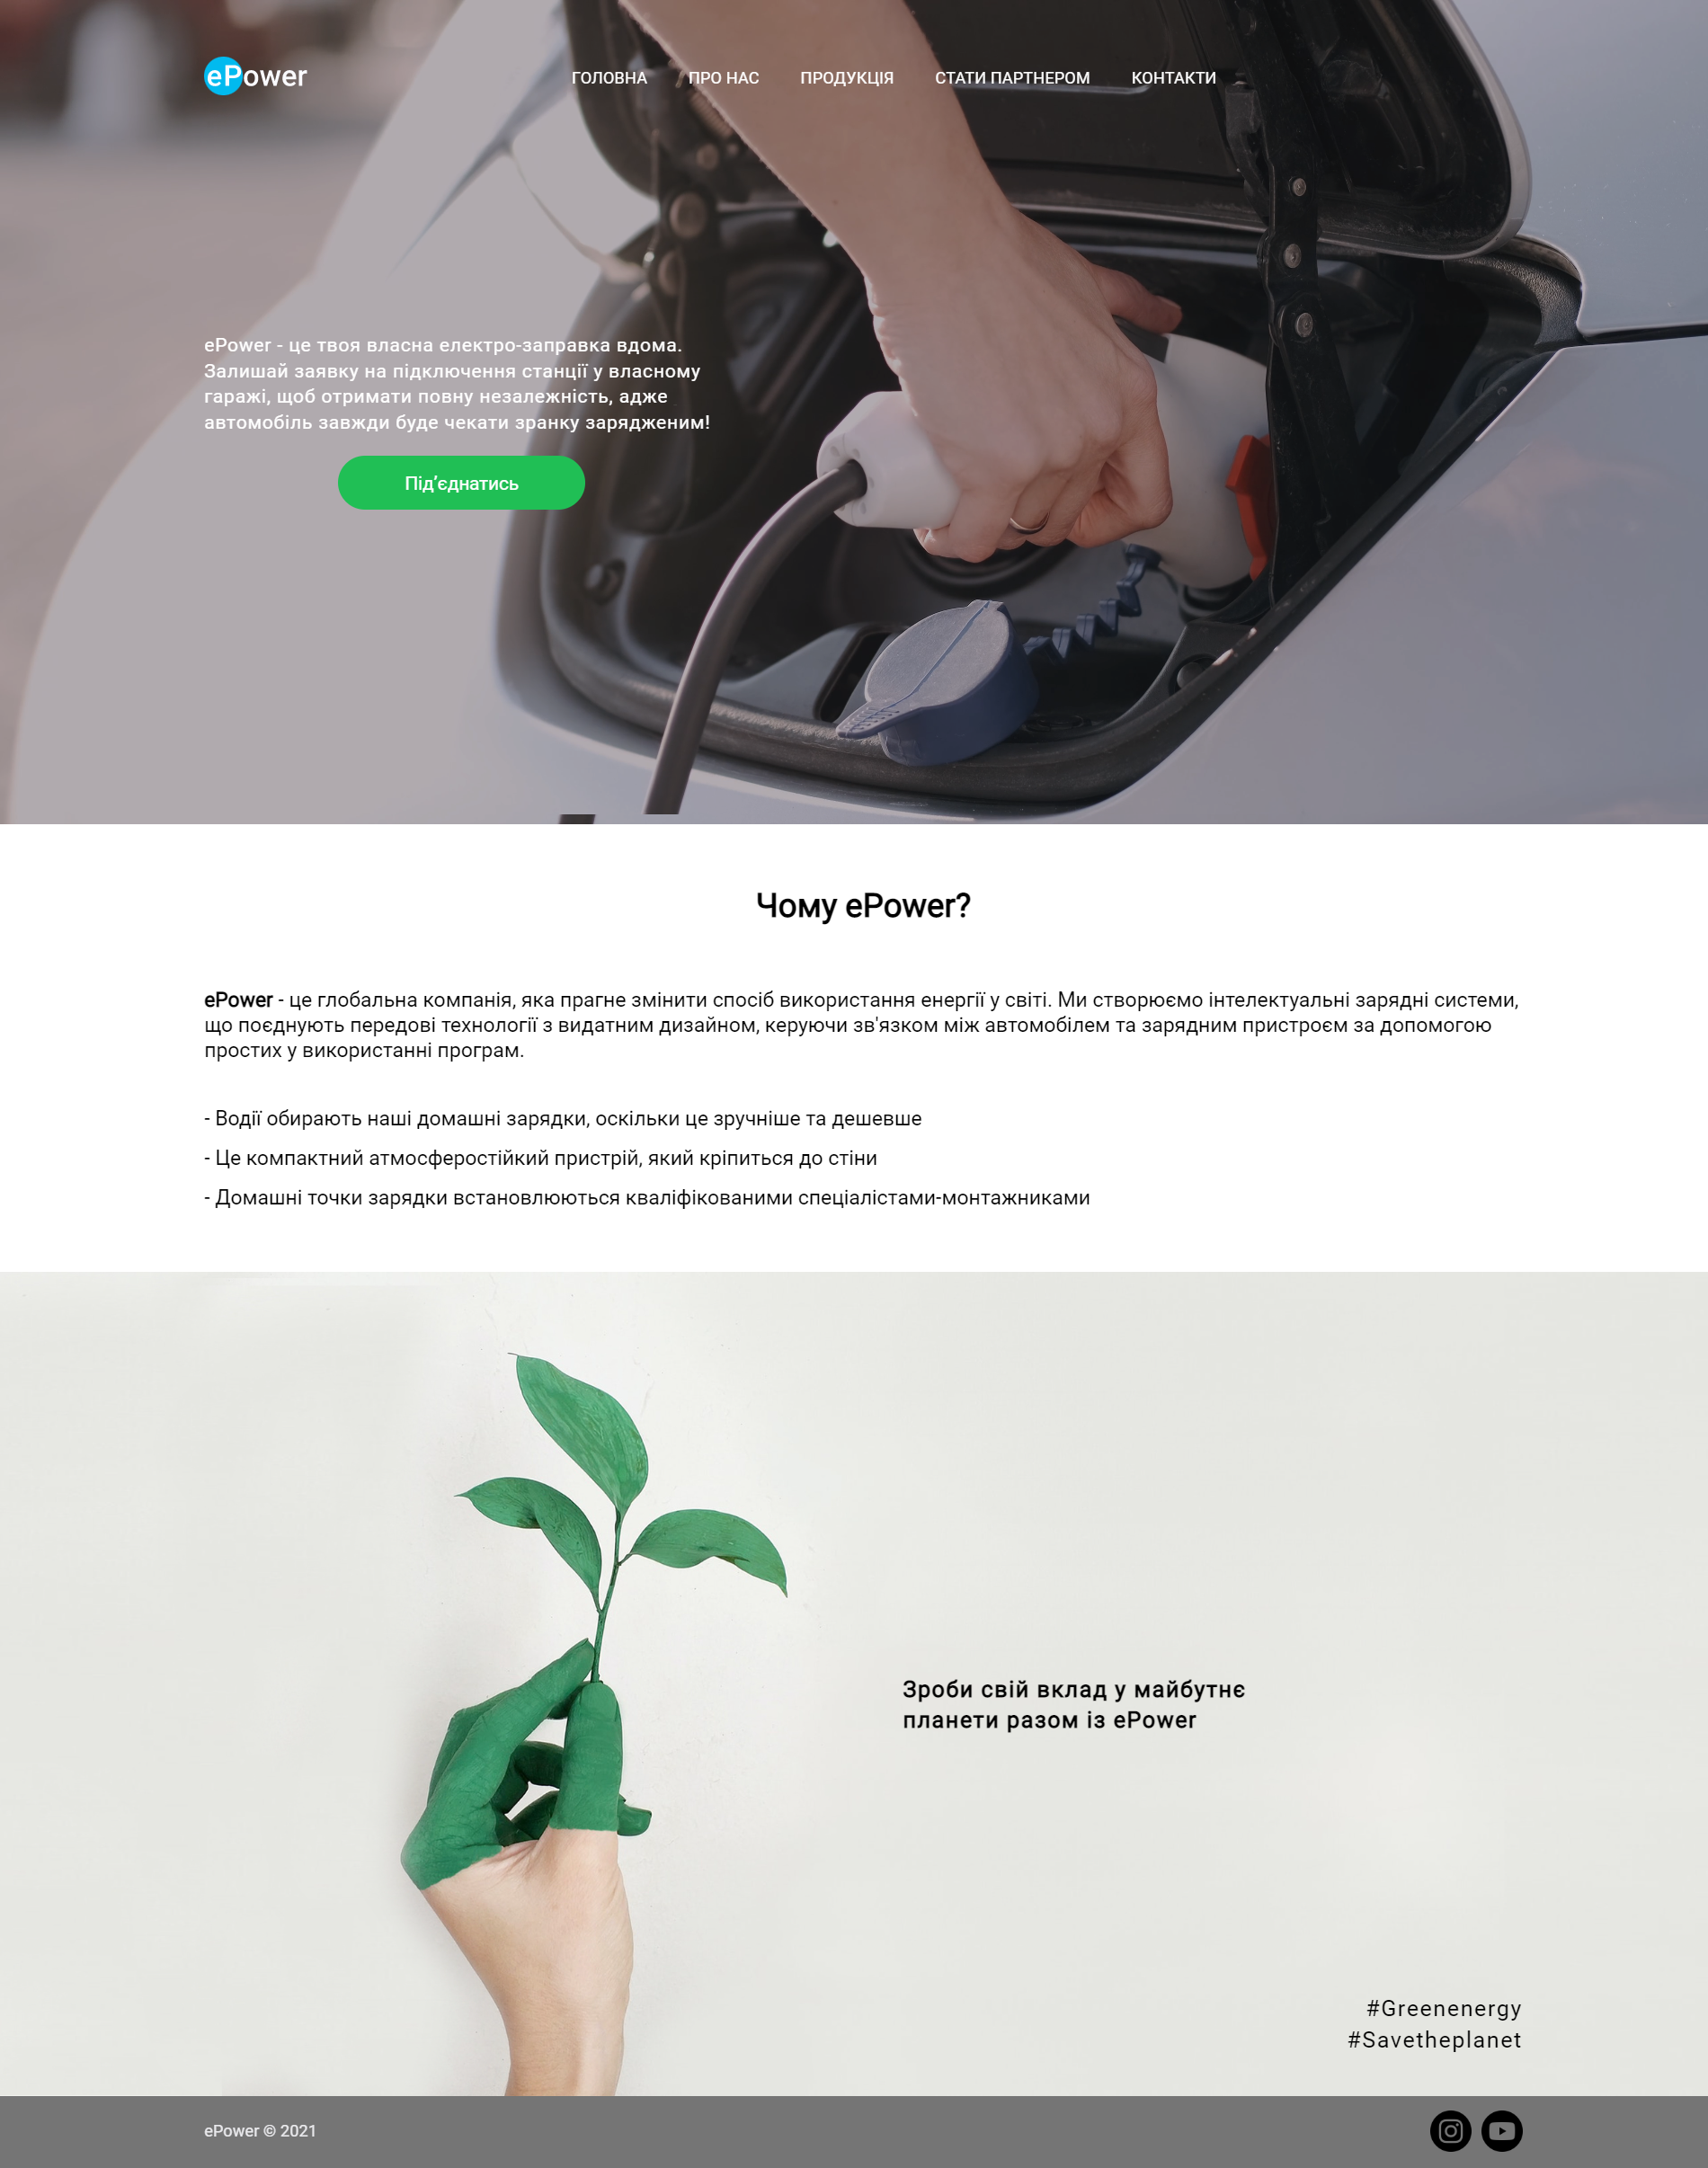 ePower
ГОЛОВНА ПРО НАС ПРОДУКЦІЯ СТАТИ ПАРТНЕРОМ КОНТАКТИ
ePower - це твоя власна електро-заправка вдома.
Залишай заявку на підключення станції у власному
гаражі, щоб отримати повну незалежність, адже
автомобіль завжди буде чекати зранку зарядженим!
Під’єднатись
Чому ePower?
ePower - це глобальна компанія, яка прагне змінити спосіб використання енергії у світі. Ми створюємо інтелектуальні зарядні системи,
що поєднують передові технології з видатним дизайном, керуючи зв'язком між автомобілем та зарядним пристроєм за допомогою
простих у використанні програм.
- Водії обирають наші домашні зарядки, оскільки це зручніше та дешевше
- Це компактний атмосферостійкий пристрій, який кріпиться до стіни
- Домашні точки зарядки встановлюються кваліфікованими спеціалістами-монтажниками
Зроби свій вклад у майбутнє
планети разом із ePower
#Greenenergy
#Savetheplanet
ePower © 2021